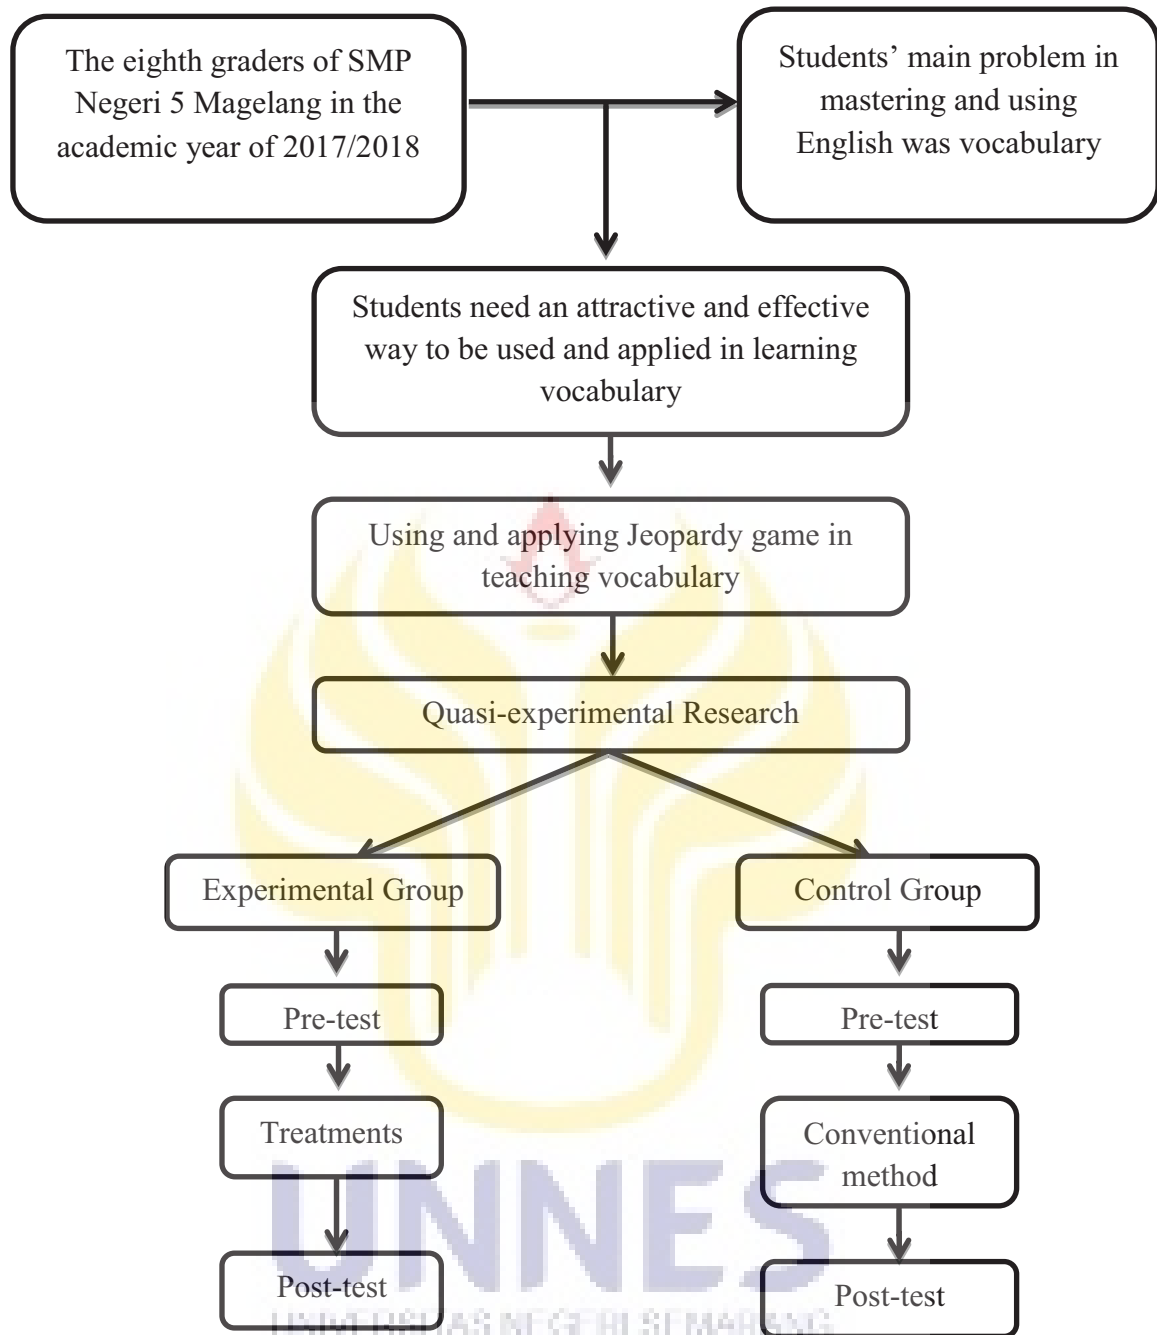 The eighth graders of SMP
Negeri 5 Magelang in the
academic year of 2017/2018
Students’ main problem in
mastering and using
English was vocabulary
Students need an attractive and effective
way to be used and applied in learning
vocabulary
Using and applying Jeopardy game in
teaching vocabulary
Quasi-experimental Research
Experimental Group
Control Group
Pre-test
Pre-test
Treatments
Conventional
method
Post-test
Post-test
UNNES
UNIVERSITAS NEGERI SEMARANG